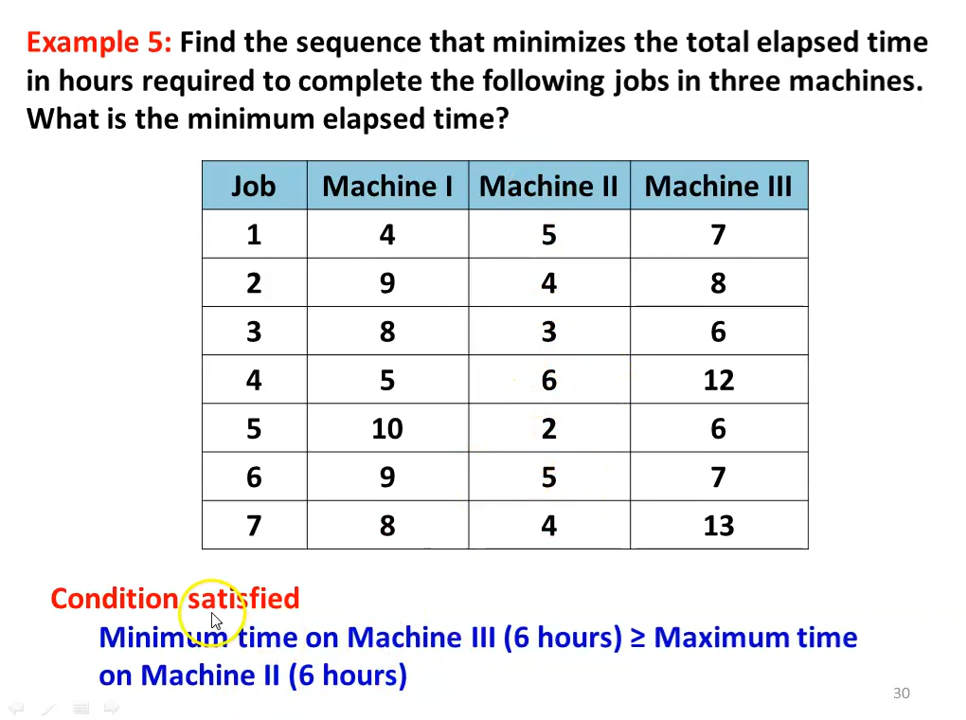 Example 5: Find the sequence that minimizes the total elapsed time
in hours required to complete the following jobs in three machines.
What is the minimum elapsed time?
Job Machine I Machine II Machine III
1 4 5 7
2 9 4 8
3 8 3 6
4 5 6 12
5 10 2 6
6 9 5 7
7 8 4 13
Condition satisfied
Minimum time on Machine III (6 hours) ≥ Maximum time
on Machine II (6 hours)
30